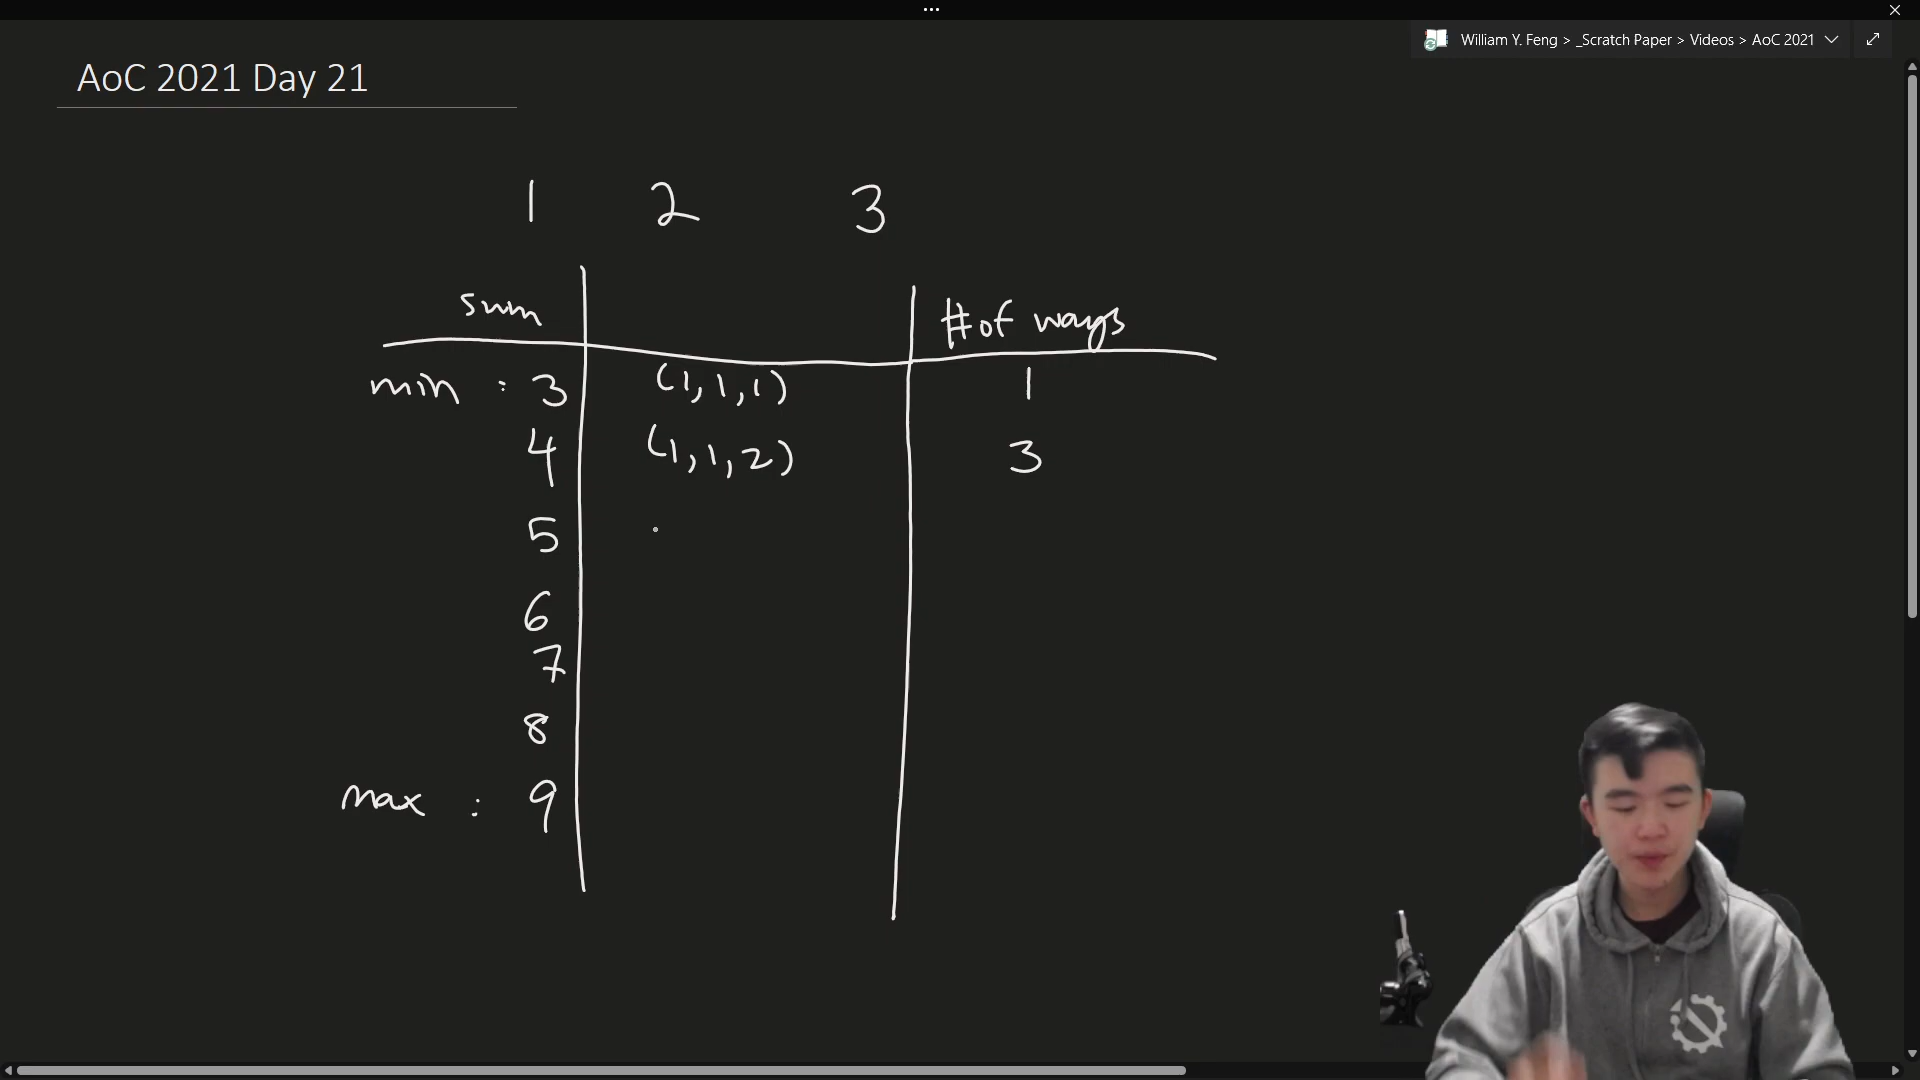 ...
William Y. Feng > _Scratch Paper > Videos > AoC 2021
AoC 2021 Day 21
1 2 3
sum # of ways
min : 3 (1,1,1) 1
4 (1,1,2) 3
5
6
7
8
max : 9